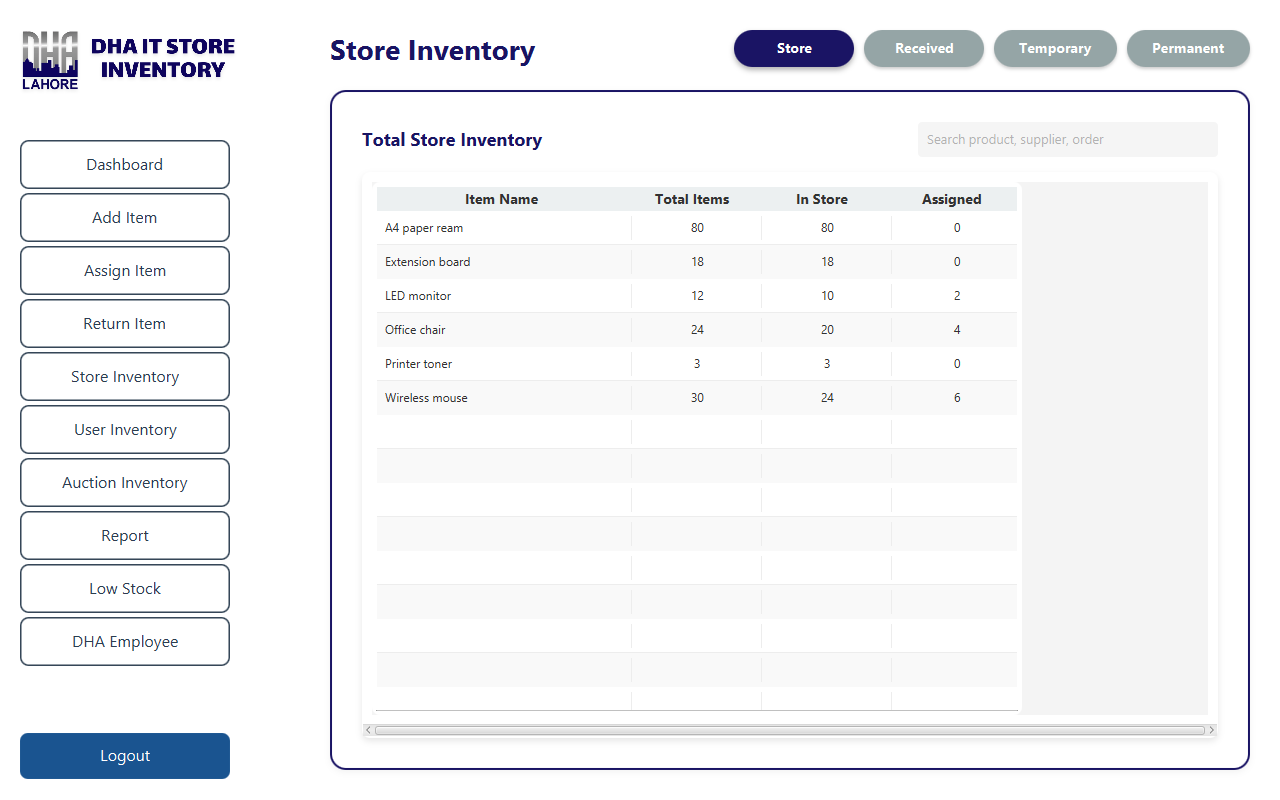 DHA
LAHORE
DHA IT STORE
INVENTORY
Store Inventory
Store
Received
Temporary
Permanent
Dashboard
Add Item
Assign Item
Return Item
Store Inventory
User Inventory
Auction Inventory
Report
Low Stock
DHA Employee
Logout
Total Store Inventory
Search product, supplier, order
Item Name Total Items In Store Assigned
A4 paper ream 80 80 0
Extension board 18 18 0
LED monitor 12 10 2
Office chair 24 20 4
Printer toner 3 3 0
Wireless mouse 30 24 6